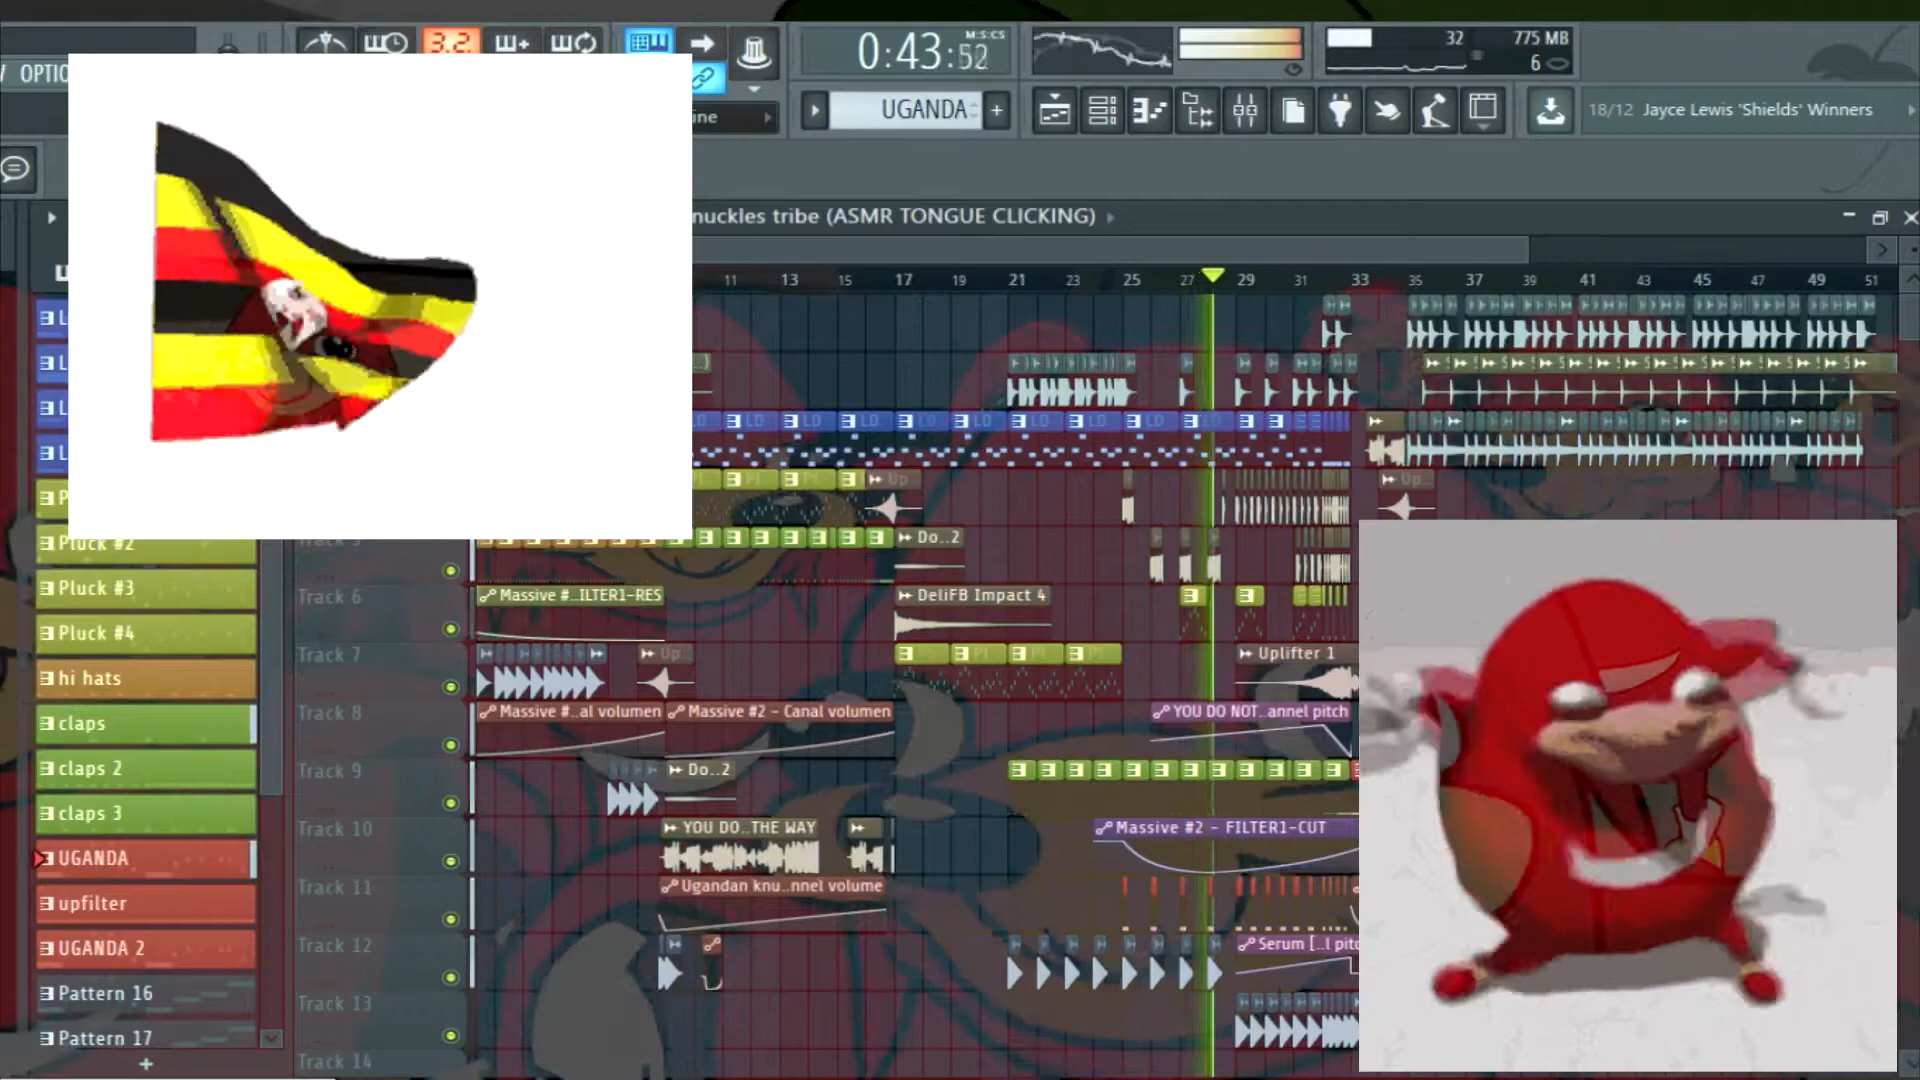 3.2
0:43:52
M:S:CS
32
775 MB
6
OPTIO
ine
UGANDA
18/12 Jayce Lewis 'Shields' Winners
nuckles tribe (ASMR TONGUE CLICKING)
11 13 15 17 19 21 23 25 27 29 31 33 35 37 39 41 43 45 47 49 51
Up
Pluck #2
Do..2
Pluck #3
Track 6
Massive #..ILTER1-RES
DeliFB Impact 4
Pluck #4
Track 7
Up
Uplifter 1
hi hats
Track 8
Massive #..al volumen
Massive #2 - Canal volumen
YOU DO NOT..annel pitch
claps
claps 2
Track 9
Do..2
claps 3
Track 10
YOU DO..THE WAY
Massive #2 - FILTER1-CUT
UGANDA
Track 11
Ugandan knu..nnel volume
upfilter
UGANDA 2
Track 12
Serum [..l pitc
Pattern 16
Track 13
Pattern 17
Track 14